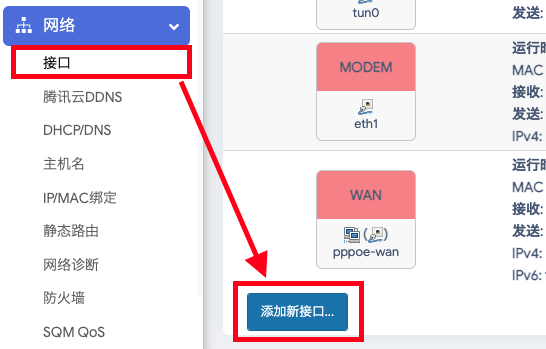 网络
接口
腾讯云DDNS
DHCP/DNS
主机名
IP/MAC绑定
静态路由
网络诊断
防火墙
SQM QoS
tun0
发送:
MODEM
eth1
运行时
MAC
接收:
发送:
IPv4:
WAN
pppoe-wan
运行时
MAC
接收:
发送:
IPv4:
IPv6:
添加新接口...